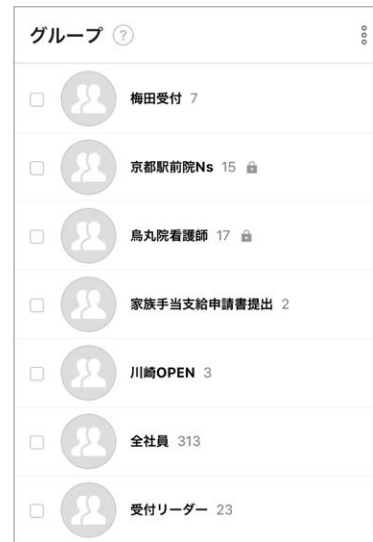 グループ ?
梅田受付 7
京都駅前院Ns 15
烏丸院看護師 17
家族手当支給申請書提出 2
川崎OPEN 3
全社員 313
受付リーダー 23